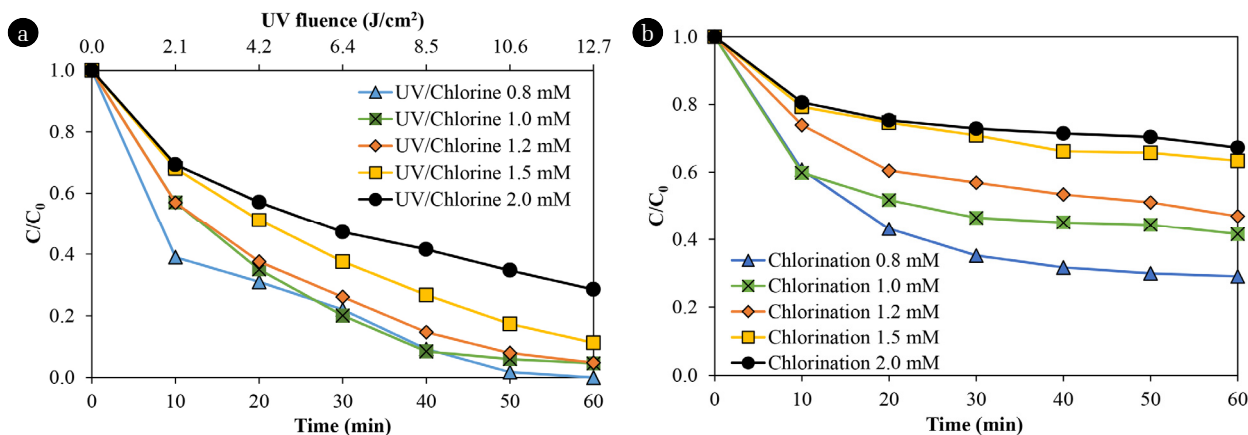 a
UV fluence (J/cm²)
0.0 2.1 4.2 6.4 8.5 10.6 12.7
1.0
0.8
0.6
0.4
0.2
0.0
C/C₀
UV/Chlorine 0.8 mM
UV/Chlorine 1.0 mM
UV/Chlorine 1.2 mM
UV/Chlorine 1.5 mM
UV/Chlorine 2.0 mM
0 10 20 30 40 50 60
Time (min)
b
1.0
0.8
0.6
0.4
0.2
0.0
C/C₀
Chlorination 0.8 mM
Chlorination 1.0 mM
Chlorination 1.2 mM
Chlorination 1.5 mM
Chlorination 2.0 mM
0 10 20 30 40 50 60
Time (min)